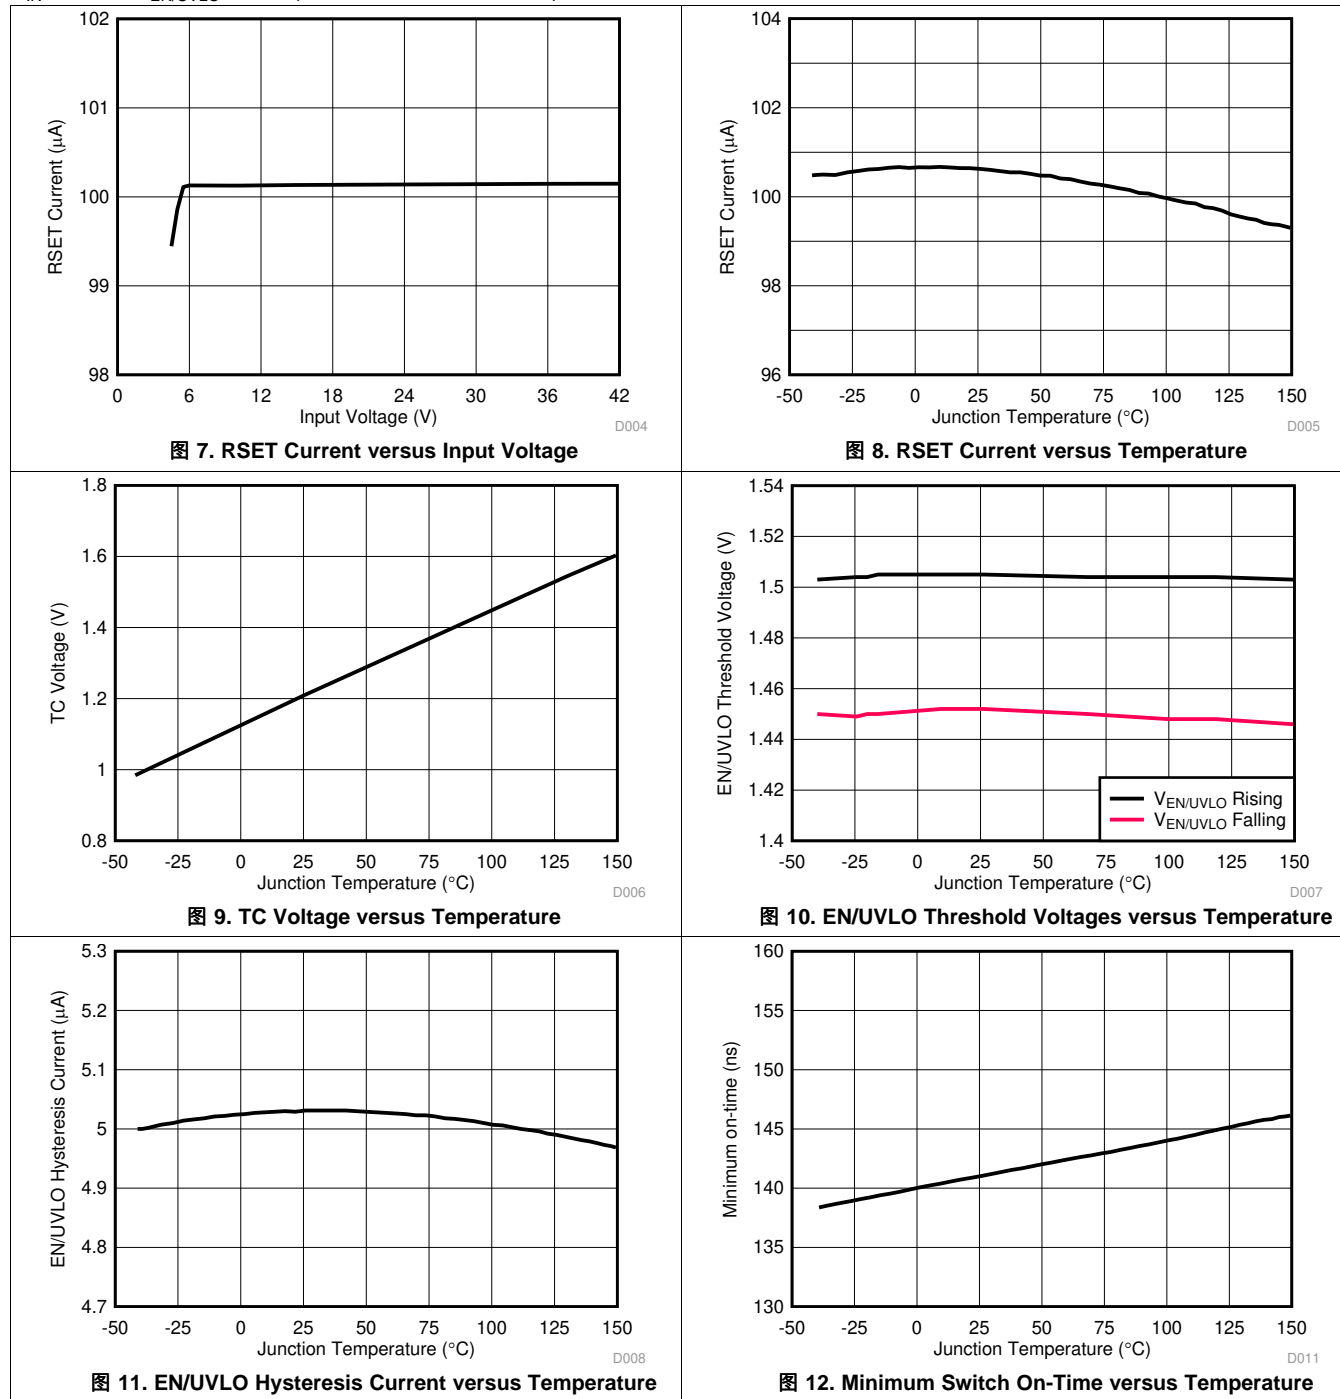 IN EN/UVLO
102
101
100
99
98
RSET Current (µA)
0 6 12 18 24 30 36 42
Input Voltage (V)
D004
图 7. RSET Current versus Input Voltage
104
102
100
98
96
RSET Current (µA)
-50 -25 0 25 50 75 100 125 150
Junction Temperature (°C)
D005
图 8. RSET Current versus Temperature
1.8
1.6
1.4
1.2
1
0.8
TC Voltage (V)
-50 -25 0 25 50 75 100 125 150
Junction Temperature (°C)
D006
图 9. TC Voltage versus Temperature
1.54
1.52
1.5
1.48
1.46
1.44
1.42
1.4
EN/UVLO Threshold Voltage (V)
VEN/UVLO Rising
VEN/UVLO Falling
-50 -25 0 25 50 75 100 125 150
Junction Temperature (°C)
D007
图 10. EN/UVLO Threshold Voltages versus Temperature
5.3
5.2
5.1
5
4.9
4.8
4.7
EN/UVLO Hysteresis Current (µA)
-50 -25 0 25 50 75 100 125 150
Junction Temperature (°C)
D008
图 11. EN/UVLO Hysteresis Current versus Temperature
160
155
150
145
140
135
130
Minimum on-time (ns)
-50 -25 0 25 50 75 100 125 150
Junction Temperature (°C)
D011
图 12. Minimum Switch On-Time versus Temperature